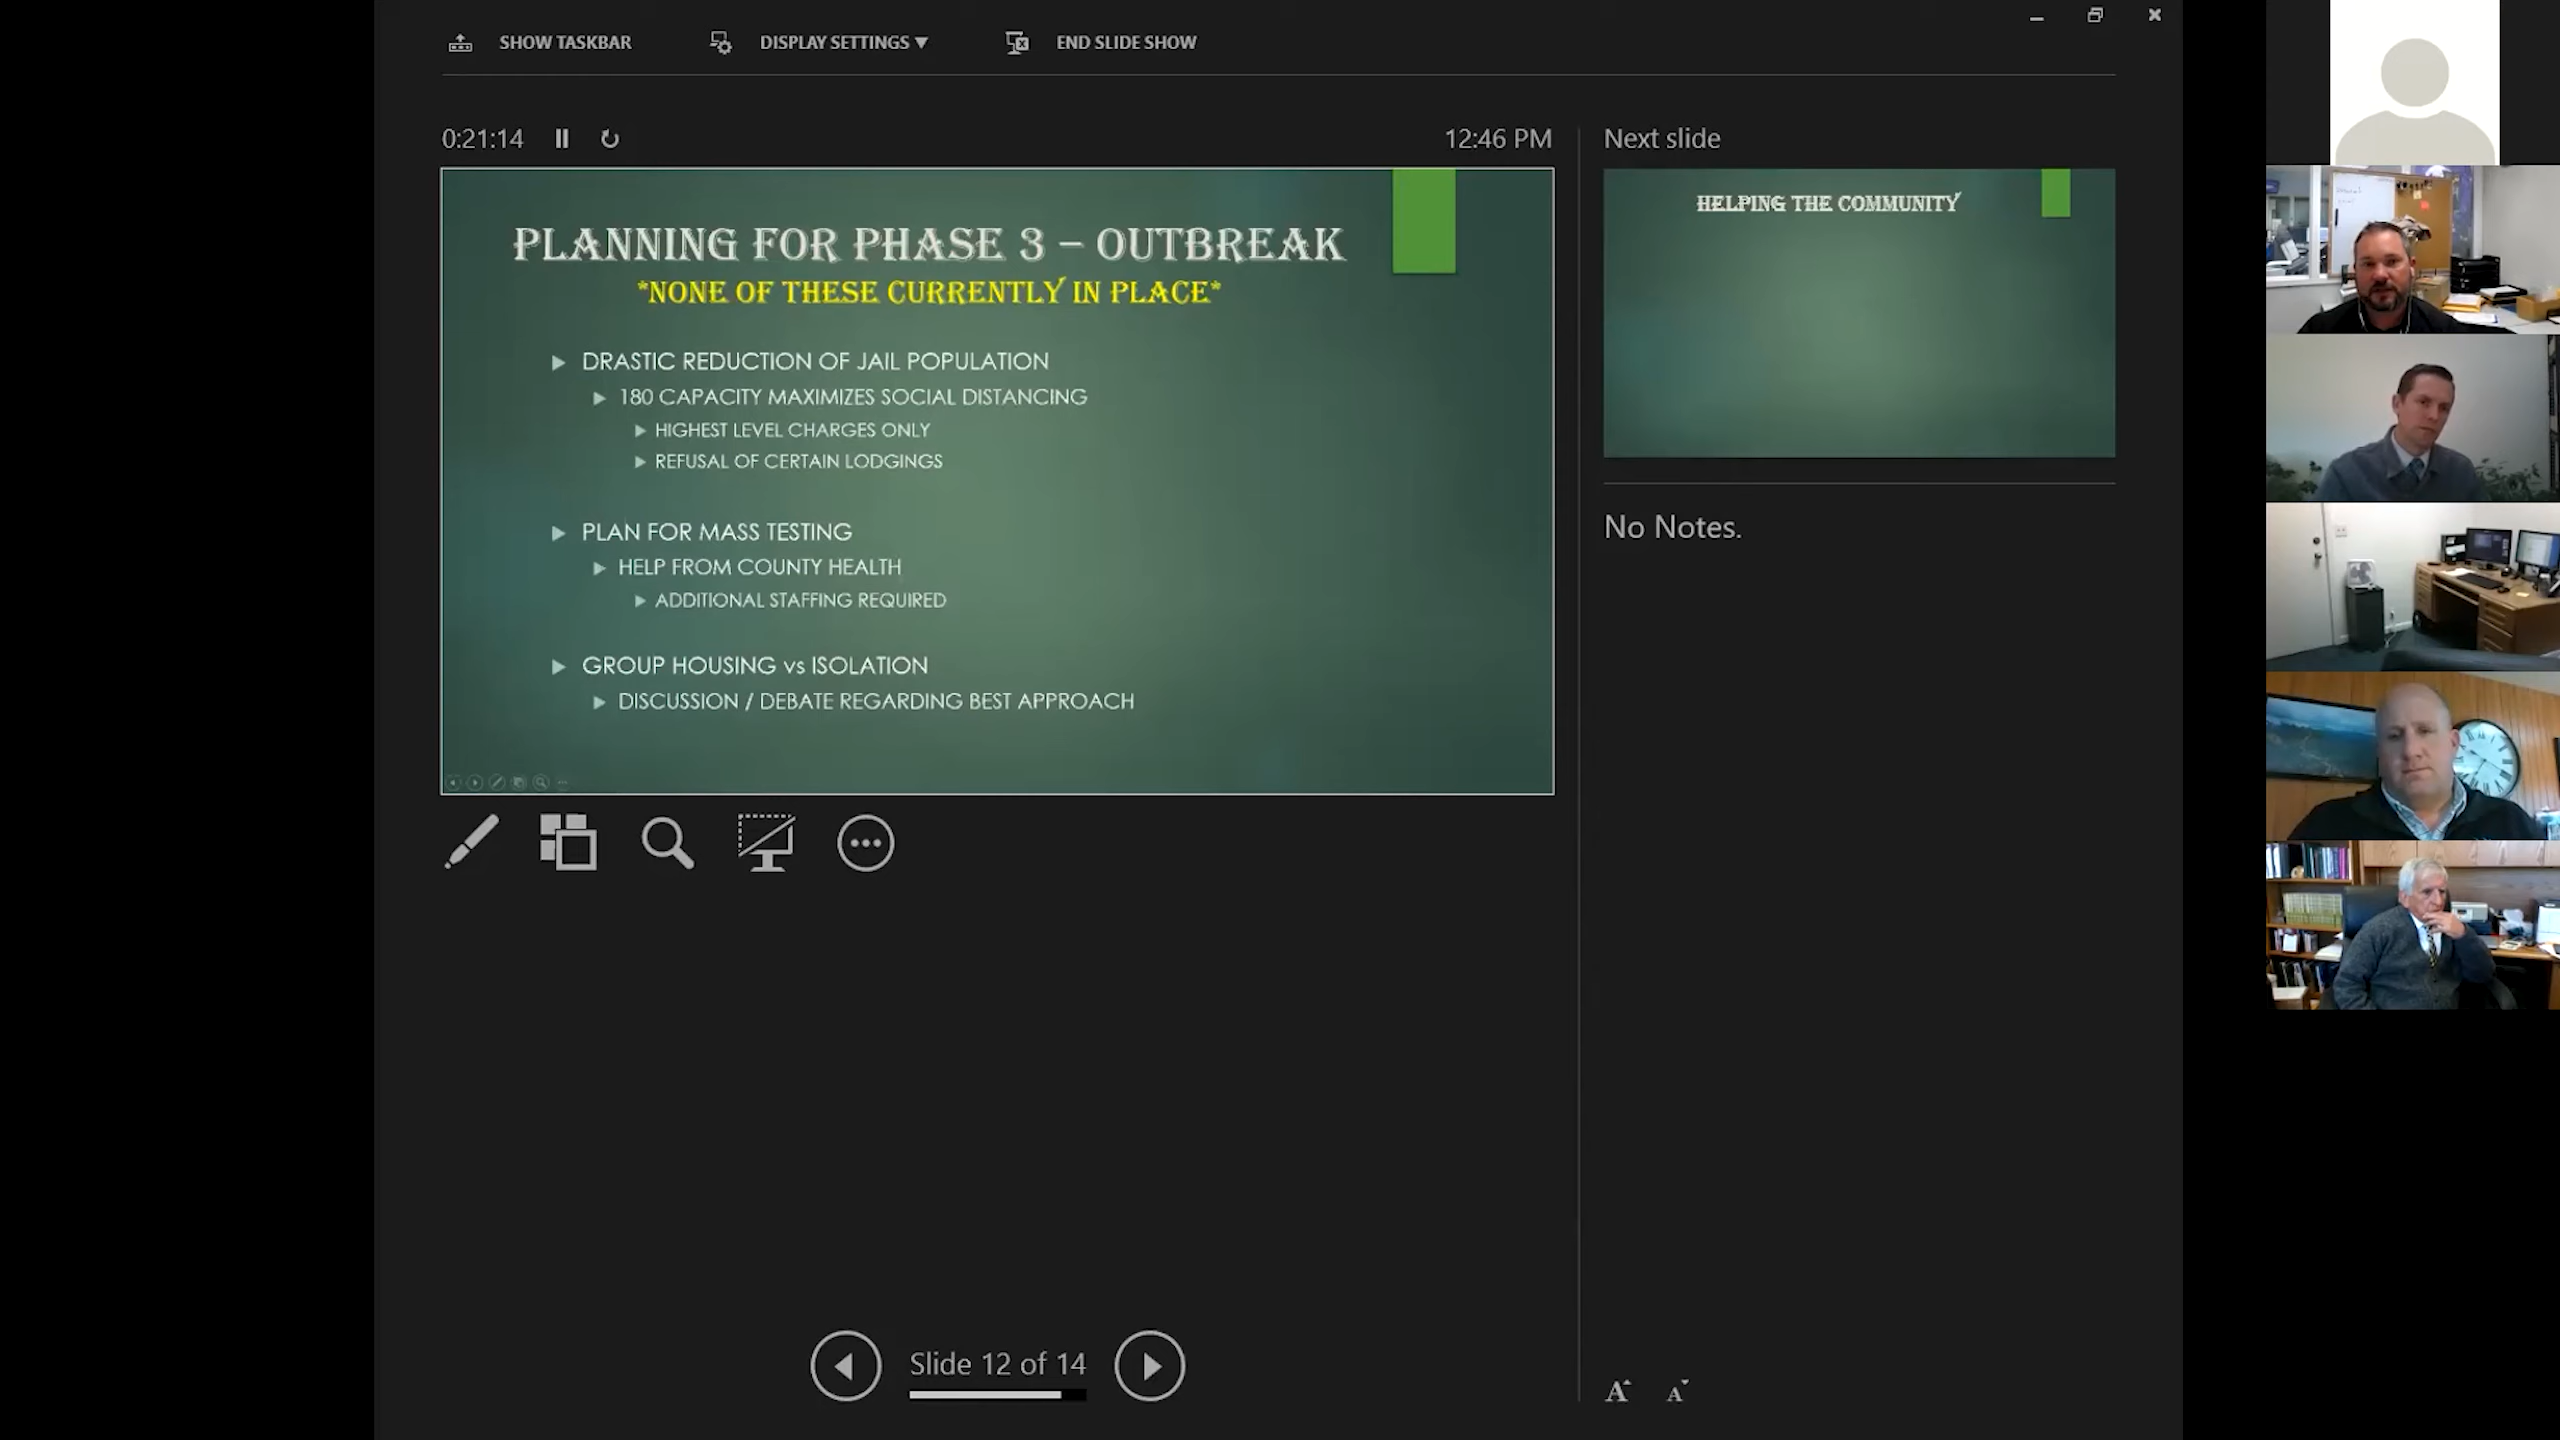 SHOW TASKBAR
DISPLAY SETTINGS ▼
END SLIDE SHOW
0:21:14
12:46 PM
PLANNING FOR PHASE 3 – OUTBREAK
*NONE OF THESE CURRENTLY IN PLACE*
DRASTIC REDUCTION OF JAIL POPULATION
180 CAPACITY MAXIMIZES SOCIAL DISTANCING
HIGHEST LEVEL CHARGES ONLY
REFUSAL OF CERTAIN LODGINGS
PLAN FOR MASS TESTING
HELP FROM COUNTY HEALTH
ADDITIONAL STAFFING REQUIRED
GROUP HOUSING vs ISOLATION
DISCUSSION / DEBATE REGARDING BEST APPROACH
Next slide
HELPING THE COMMUNITY
No Notes.
Slide 12 of 14
A A